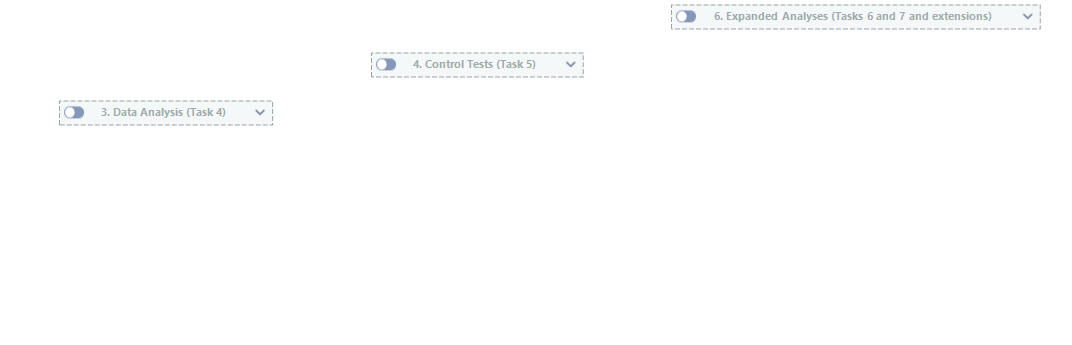 6. Expanded Analyses (Tasks 6 and 7 and extensions)
4. Control Tests (Task 5)
3. Data Analysis (Task 4)